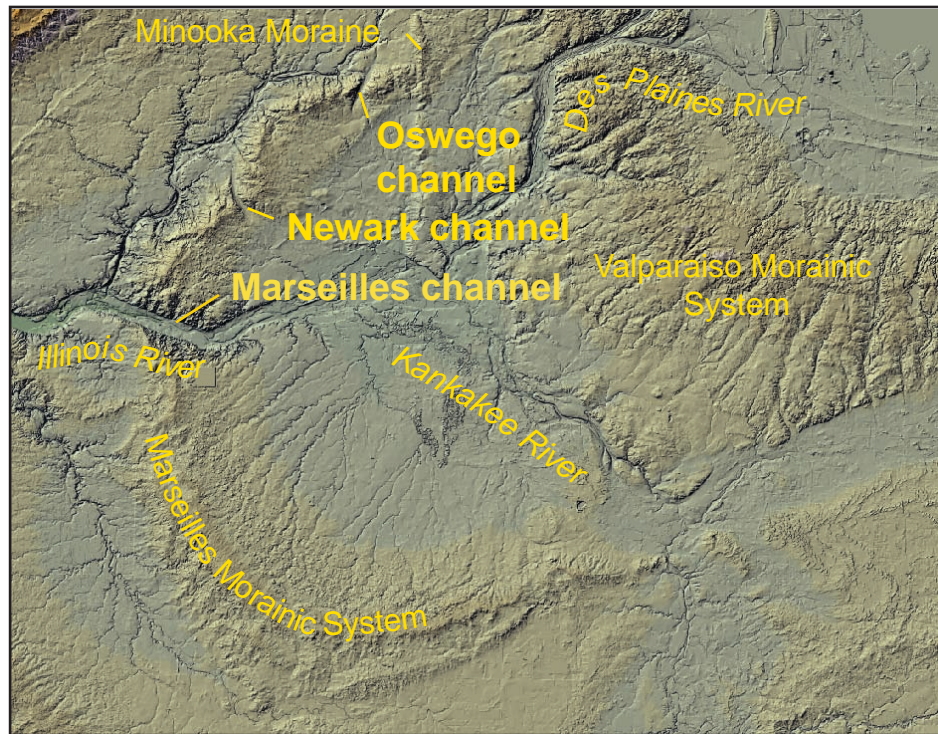 Minooka Moraine
Des Plaines River
Oswego
channel
Newark channel
Valparaiso Morainic
System
Marseilles channel
Illinois River
Kankakee River
Marseilles Morainic System